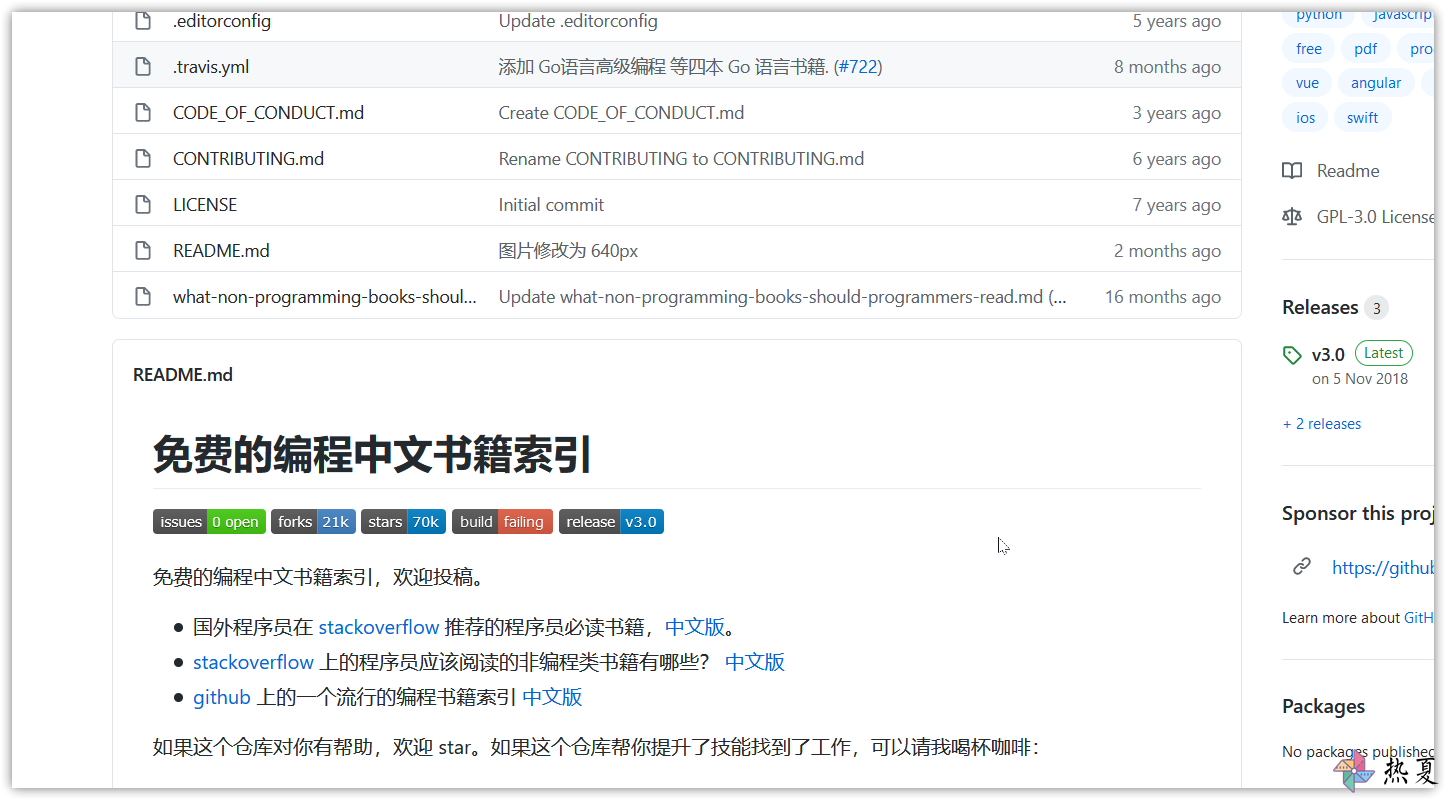 .editorconfig Update .editorconfig 5 years ago
.travis.yml 添加 Go语言高级编程 等四本 Go 语言书籍. (#722) 8 months ago
CODE_OF_CONDUCT.md Create CODE_OF_CONDUCT.md 3 years ago
CONTRIBUTING.md Rename CONTRIBUTING to CONTRIBUTING.md 6 years ago
LICENSE Initial commit 7 years ago
README.md 图片修改为 640px 2 months ago
what-non-programming-books-shoul... Update what-non-programming-books-should-programmers-read.md (... 16 months ago
README.md
免费的编程中文书籍索引
issues 0 open forks 21k stars 70k build failing release v3.0
免费的编程中文书籍索引，欢迎投稿。
国外程序员在 stackoverflow 推荐的程序员必读书籍，中文版。
stackoverflow 上的程序员应该阅读的非编程类书籍有哪些？ 中文版
github 上的一个流行的编程书籍索引 中文版
如果这个仓库对你有帮助，欢迎 star。如果这个仓库帮你提升了技能找到了工作，可以请我喝杯咖啡：
python javascrip
free pdf pro
vue angular
ios swift
Readme
GPL-3.0 License
Releases 3
v3.0 Latest
on 5 Nov 2018
+ 2 releases
Sponsor this proj
https://github
Learn more about GitH
Packages
No packages published
热夏